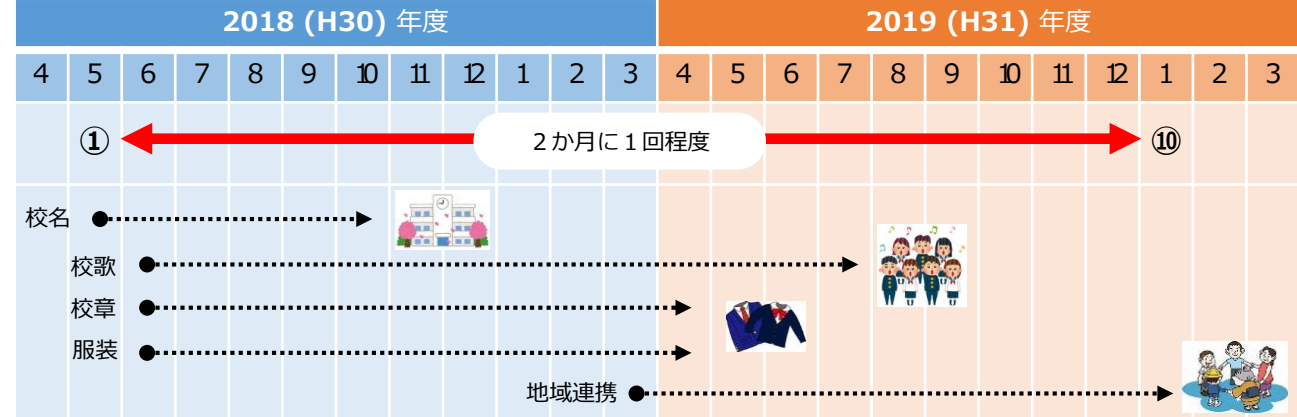 2018 (H30) 年度 2019 (H31) 年度
4 5 6 7 8 9 10 11 12 1 2 3 4 5 6 7 8 9 10 11 12 1 2 3
① 2か月に1回程度 ⑩
校名
校歌
校章
服装
地域連携